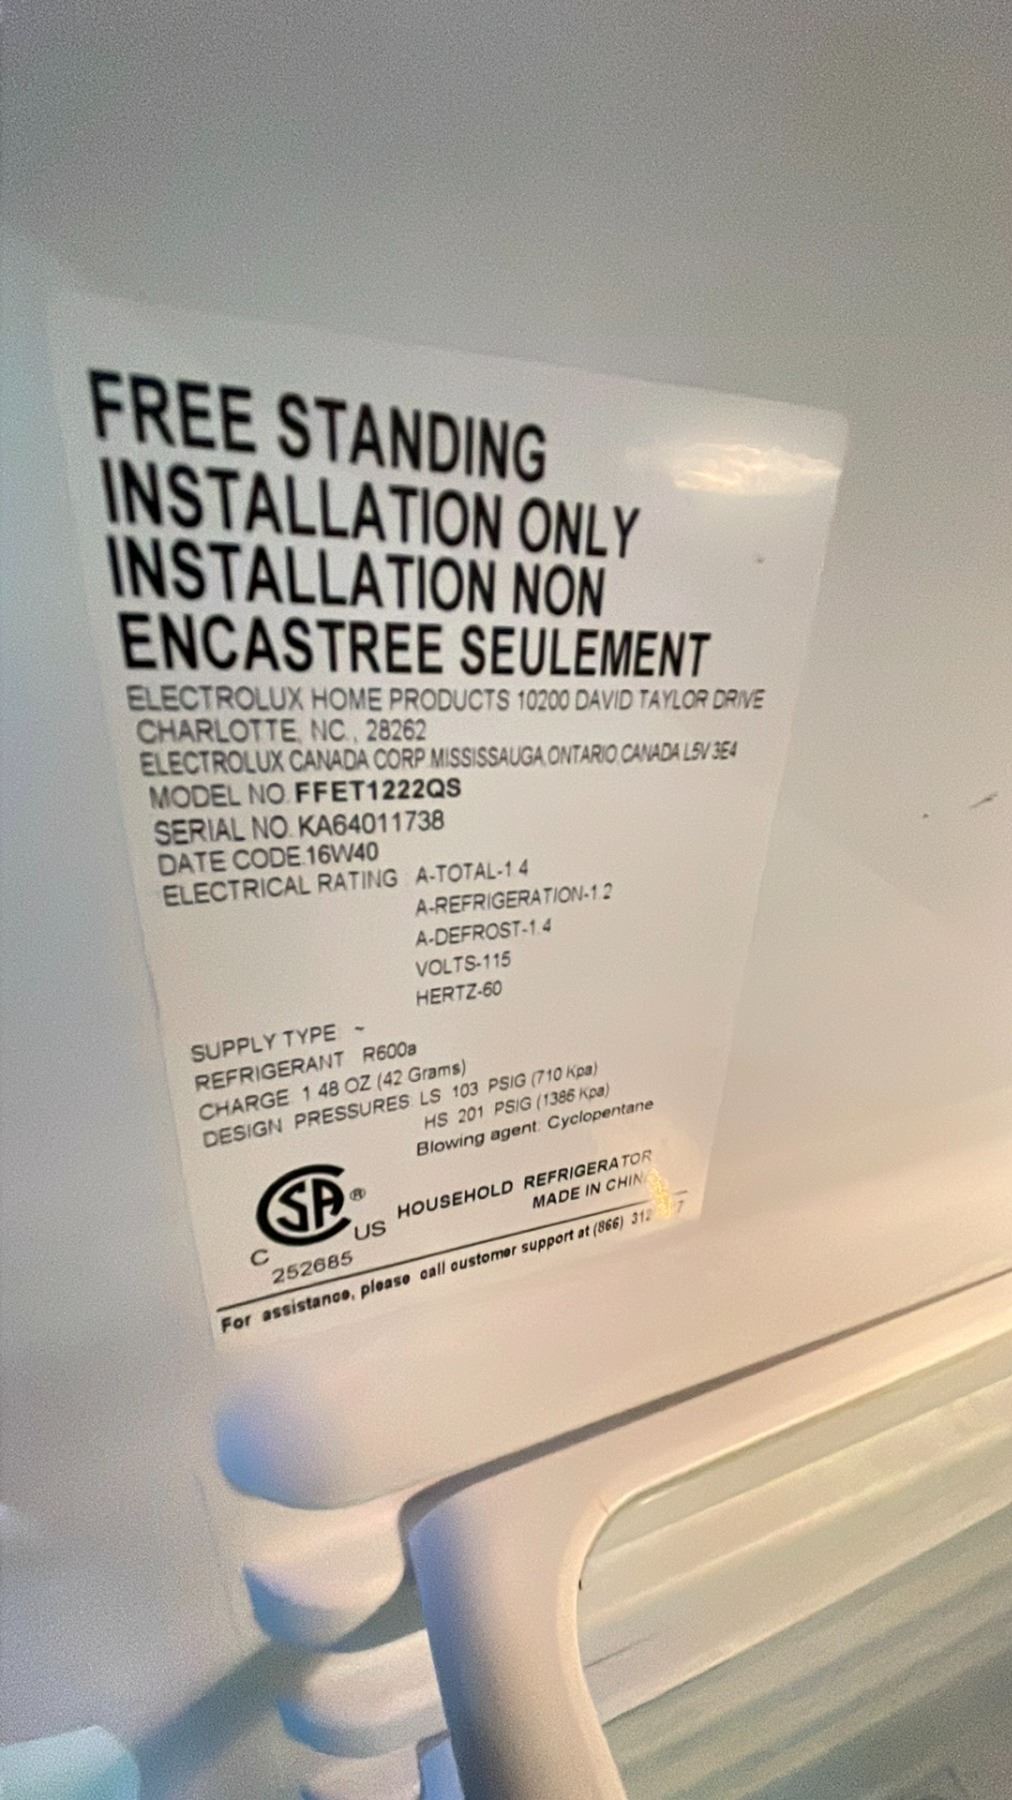 FREE STANDING
INSTALLATION ONLY
INSTALLATION NON
ENCASTREE SEULEMENT
ELECTROLUX HOME PRODUCTS 10200 DAVID TAYLOR DRIVE
CHARLOTTE, NC., 28262
ELECTROLUX CANADA CORP. MISSISSAUGA, ONTARIO, CANADA L5V 3E4
MODEL NO. FFET1222QS
SERIAL NO. KA64011738
DATE CODE.16W40
ELECTRICAL RATING A-TOTAL-1.4
A-REFRIGERATION-1.2
A-DEFROST-1.4
VOLTS-115
HERTZ-60
SUPPLY TYPE ~
REFRIGERANT R600a
CHARGE 1.48 OZ (42 Grams)
DESIGN PRESSURES: LS 103 PSIG (710 Kpa)
HS 201 PSIG (1386 Kpa)
Blowing agent: Cyclopentane
SA ®
C US
252685
HOUSEHOLD REFRIGERATOR
MADE IN CHINA
For assistance, please call customer support at (866)